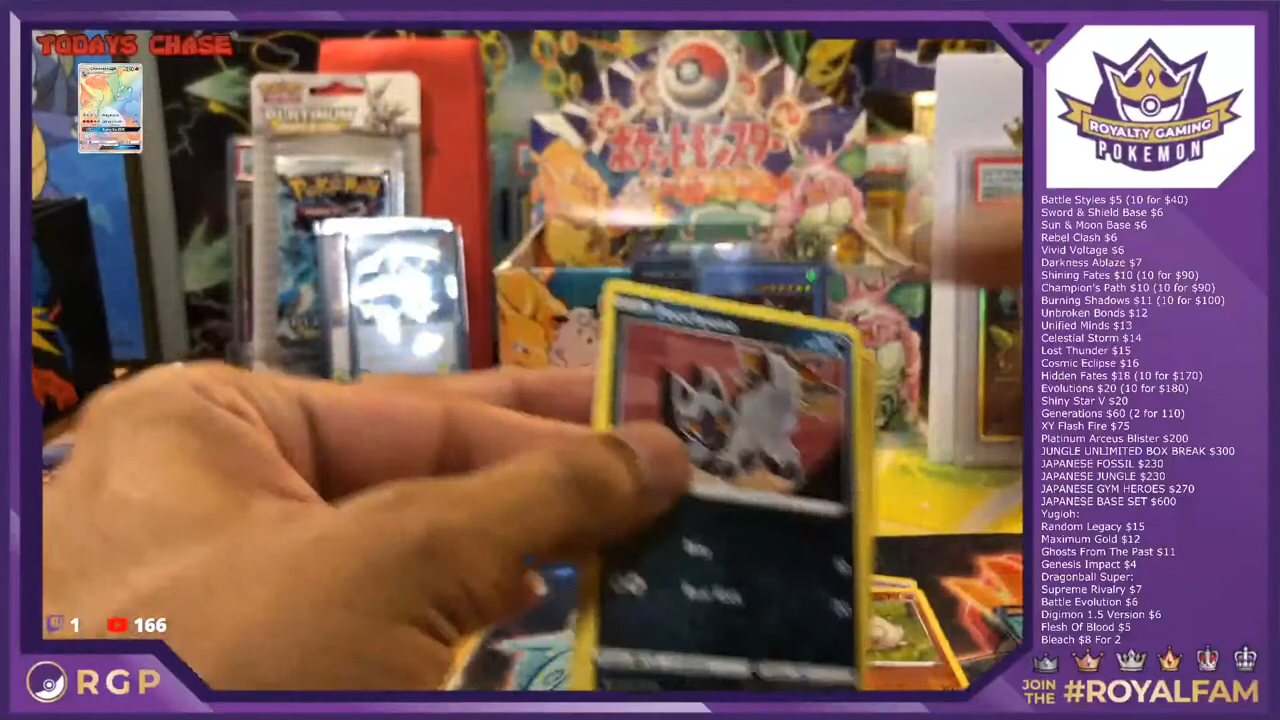 TODAYS CHASE
PLATINUM
POKéMON
ポケットモンスター
1
166
RGP
ROYALTY GAMING
POKEMON
Battle Styles $5 (10 for $40)
Sword & Shield Base $6
Sun & Moon Base $6
Rebel Clash $6
Vivid Voltage $6
Darkness Ablaze $7
Shining Fates $10 (10 for $90)
Champion's Path $10 (10 for $90)
Burning Shadows $11 (10 for $100)
Unbroken Bonds $12
Unified Minds $13
Celestial Storm $14
Lost Thunder $15
Cosmic Eclipse $16
Hidden Fates $18 (10 for $170)
Evolutions $20 (10 for $180)
Shiny Star V $20
Generations $60 (2 for 110)
XY Flash Fire $75
Platinum Arceus Blister $200
JUNGLE UNLIMITED BOX BREAK $300
JAPANESE FOSSIL $230
JAPANESE JUNGLE $230
JAPANESE GYM HEROES $270
JAPANESE BASE SET $600
Yugioh:
Random Legacy $15
Maximum Gold $12
Ghosts From The Past $11
Genesis Impact $4
Dragonball Super:
Supreme Rivalry $7
Battle Evolution $6
Digimon 1.5 Version $6
Flesh Of Blood $5
Bleach $8 For 2
JOIN THE #ROYALFAM